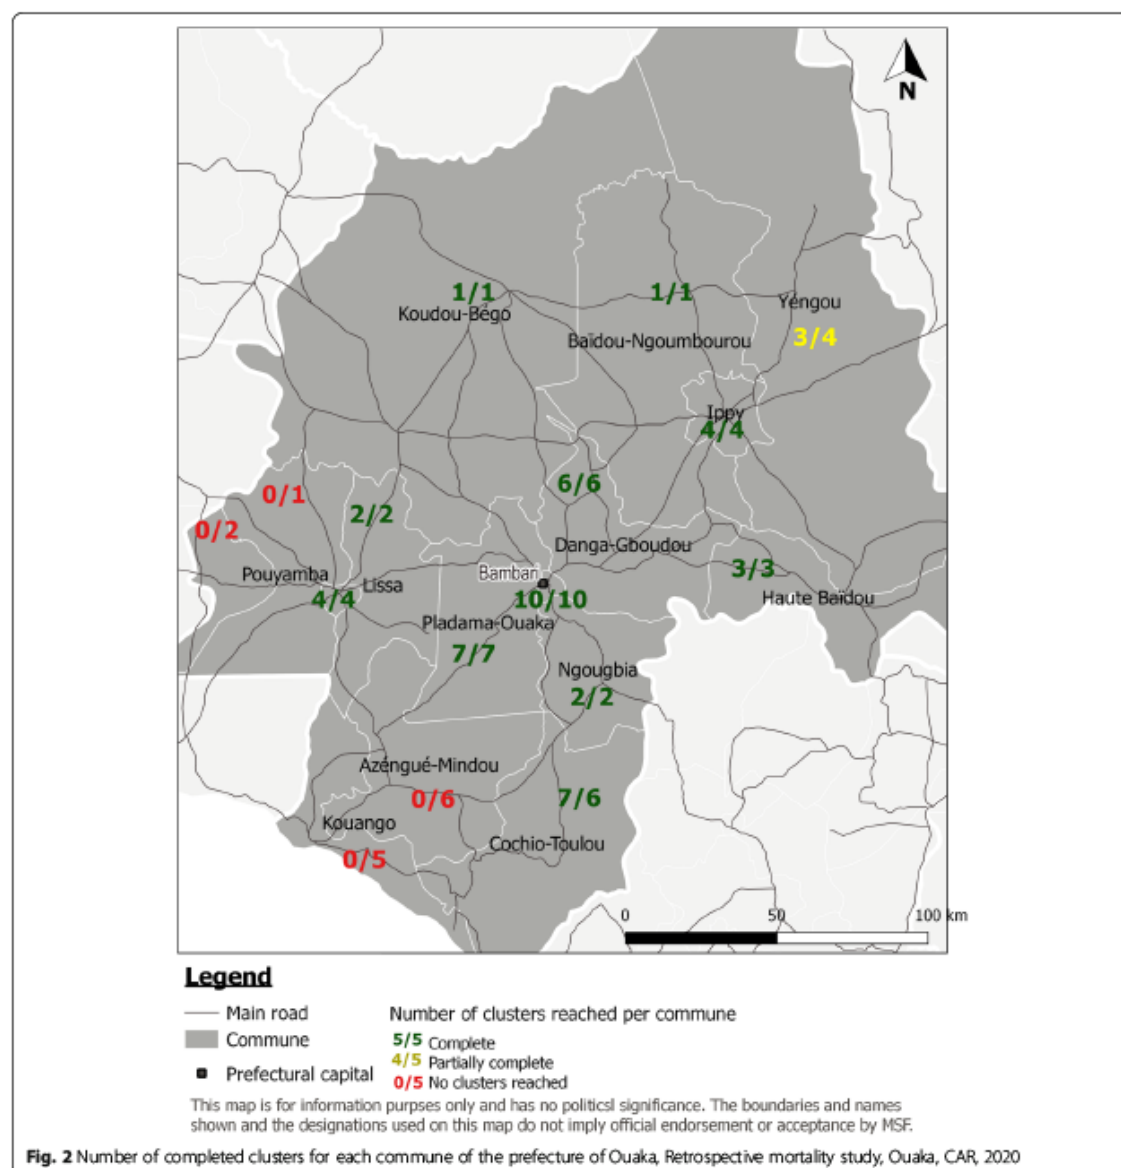 N
1/1
1/1
Koudou-Bégo
Yéngou
Baïdou-Ngoumbourou
3/4
Ippy
4/4
6/6
0/1
2/2
0/2
Danga-Gboudou
3/3
Pouyamba
Lissa
Bambari
4/4
10/10
Haute Baïdou
Pladama-Ouaka
7/7
Ngougbia
2/2
Azéngué-Mindou
0/6
7/6
Kouango
Cochio-Toulou
0/5
0 50 100 km
Legend
Main road
Commune
Prefectural capital
Number of clusters reached per commune
5/5 Complete
4/5 Partially complete
0/5 No clusters reached
This map is for information purpses only and has no politicsl significance. The boundaries and names
shown and the designations used on this map do not imply official endorsement or acceptance by MSF.
Fig. 2 Number of completed clusters for each commune of the prefecture of Ouaka, Retrospective mortality study, Ouaka, CAR, 2020